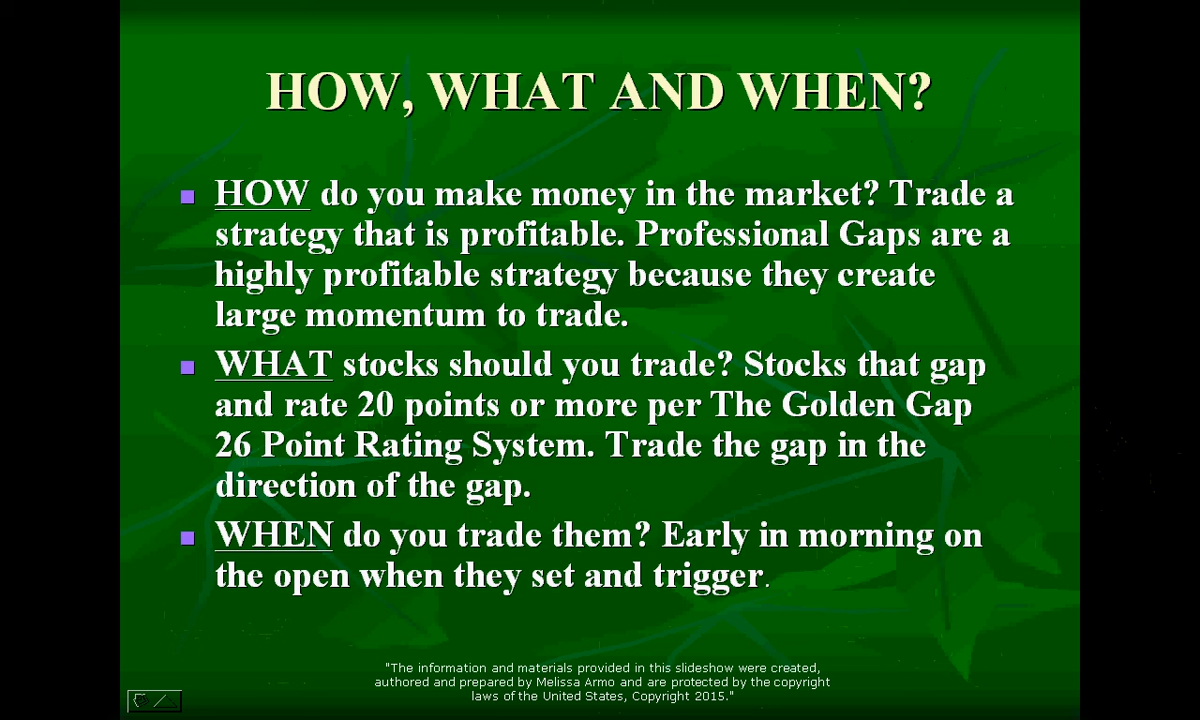 HOW, WHAT AND WHEN?
HOW do you make money in the market? Trade a
strategy that is profitable. Professional Gaps are a
highly profitable strategy because they create
large momentum to trade.
WHAT stocks should you trade? Stocks that gap
and rate 20 points or more per The Golden Gap
26 Point Rating System. Trade the gap in the
direction of the gap.
WHEN do you trade them? Early in morning on
the open when they set and trigger.
"The information and materials provided in this slideshow were created,
authored and prepared by Melissa Armo and are protected by the copyright
laws of the United States, Copyright 2015."